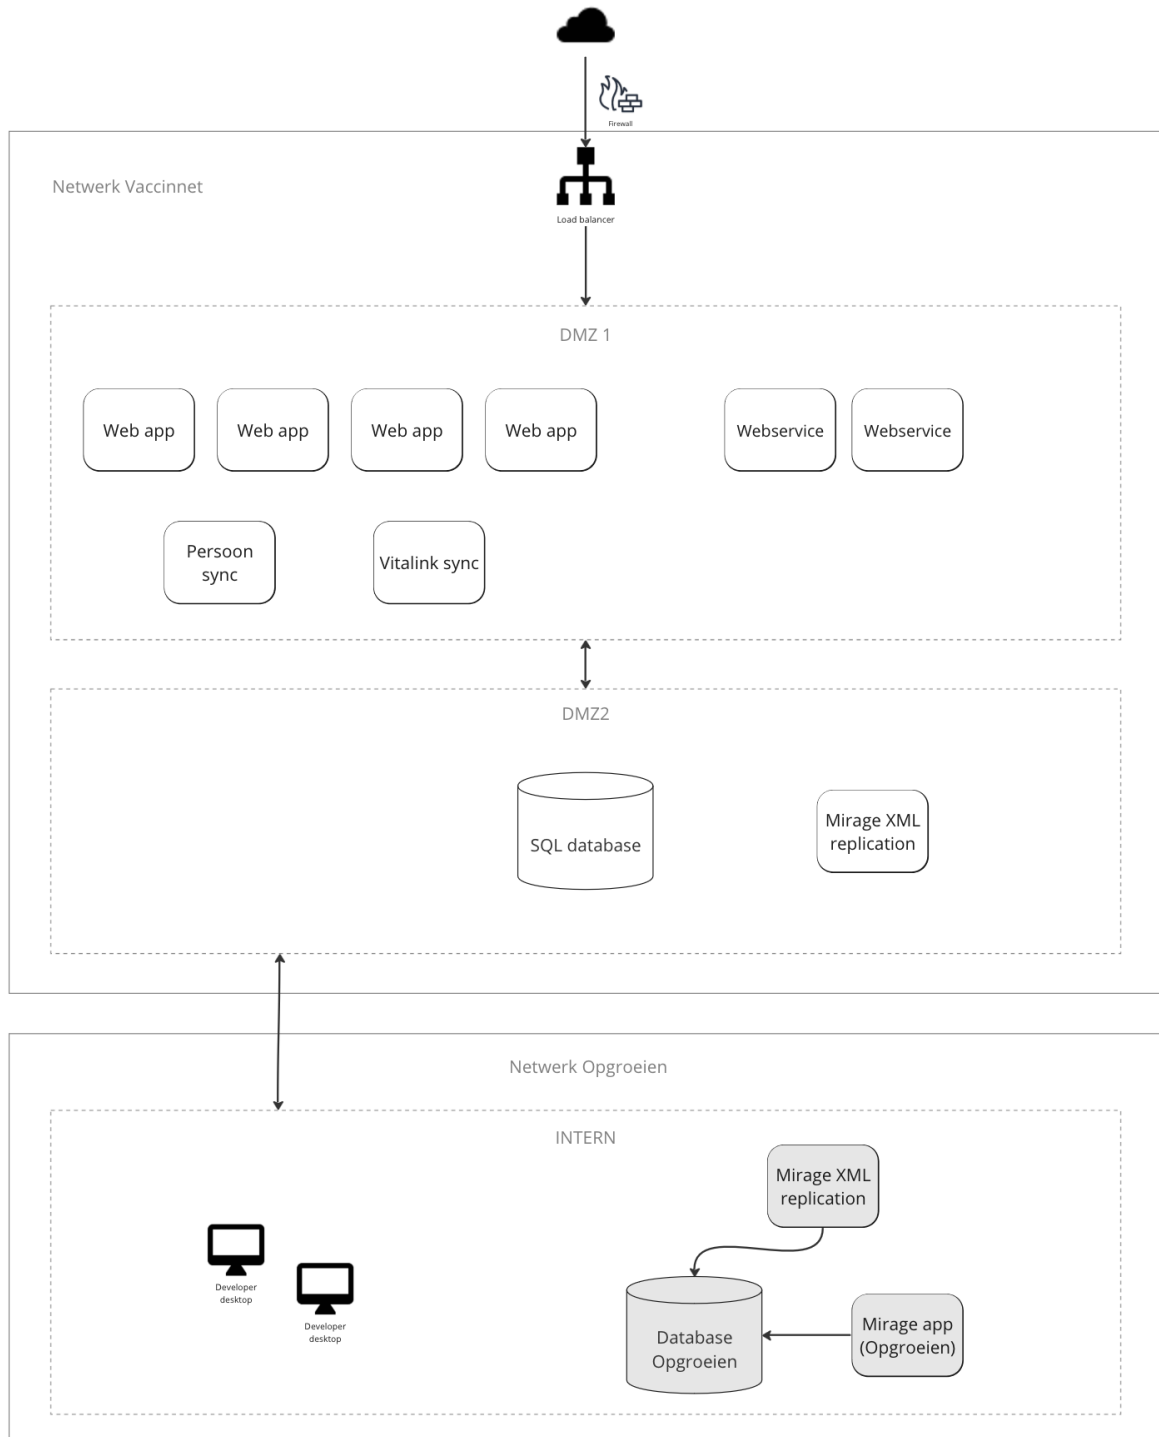 Firewall
Netwerk Vaccinnet
Load balancer
DMZ 1
Web app
Web app
Web app
Web app
Webservice
Webservice
Persoon
sync
Vitalink sync
DMZ2
SQL database
Mirage XML
replication
Netwerk Opgroeien
INTERN
Mirage XML
replication
Developer
desktop
Developer
desktop
Database
Opgroeien
Mirage app
(Opgroeien)